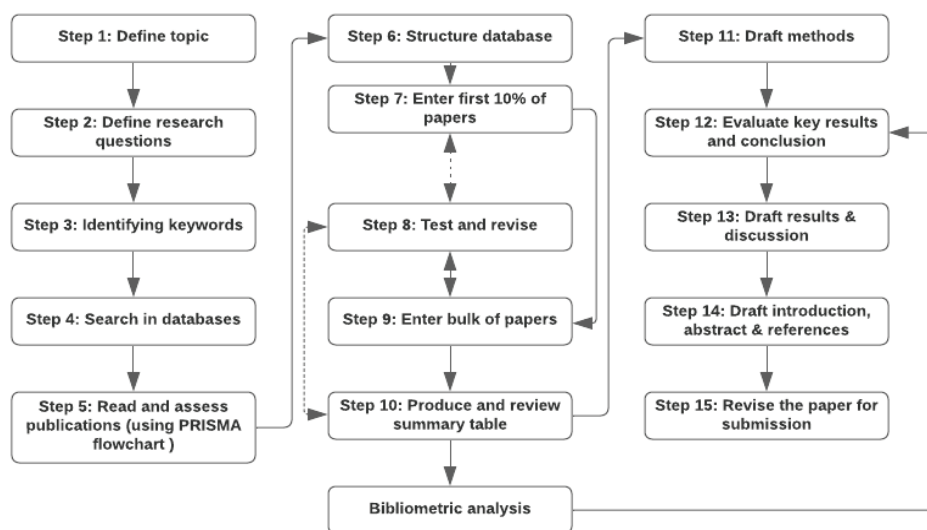 Step 1: Define topic
Step 2: Define research
questions
Step 3: Identifying keywords
Step 4: Search in databases
Step 5: Read and assess
publications (using PRISMA
flowchart )
Step 6: Structure database
Step 7: Enter first 10% of
papers
Step 8: Test and revise
Step 9: Enter bulk of papers
Step 10: Produce and review
summary table
Bibliometric analysis
Step 11: Draft methods
Step 12: Evaluate key results
and conclusion
Step 13: Draft results &
discussion
Step 14: Draft introduction,
abstract & references
Step 15: Revise the paper for
submission